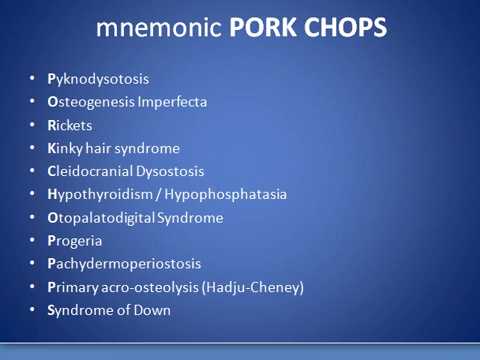 mnemonic PORK CHOPS
• Pyknodysotosis
• Osteogenesis Imperfecta
• Rickets
• Kinky hair syndrome
• Cleidocranial Dysostosis
• Hypothyroidism / Hypophosphatasia
• Otopalatodigital Syndrome
• Progeria
• Pachydermoperiostosis
• Primary acro-osteolysis (Hadju-Cheney)
• Syndrome of Down